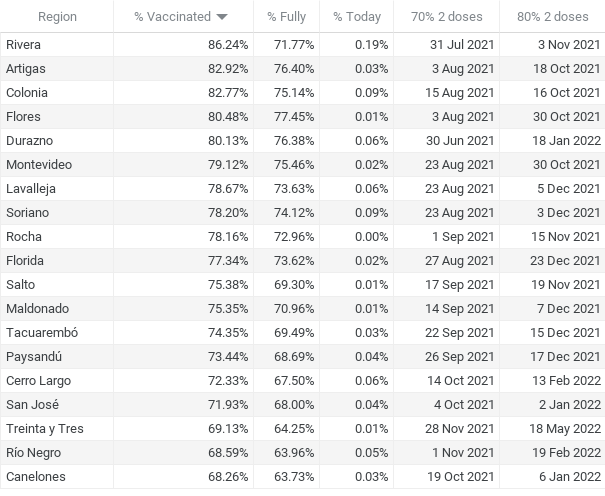 Region % Vaccinated % Fully % Today 70% 2 doses 80% 2 doses
Rivera 86.24% 71.77% 0.19% 31 Jul 2021 3 Nov 2021
Artigas 82.92% 76.40% 0.03% 3 Aug 2021 18 Oct 2021
Colonia 82.77% 75.14% 0.09% 15 Aug 2021 16 Oct 2021
Flores 80.48% 77.45% 0.01% 3 Aug 2021 30 Oct 2021
Durazno 80.13% 76.38% 0.06% 30 Jun 2021 18 Jan 2022
Montevideo 79.12% 75.46% 0.02% 23 Aug 2021 30 Oct 2021
Lavalleja 78.67% 73.63% 0.06% 23 Aug 2021 5 Dec 2021
Soriano 78.20% 74.12% 0.09% 23 Aug 2021 3 Dec 2021
Rocha 78.16% 72.96% 0.00% 1 Sep 2021 15 Nov 2021
Florida 77.34% 73.62% 0.02% 27 Aug 2021 23 Dec 2021
Salto 75.38% 69.30% 0.01% 17 Sep 2021 19 Nov 2021
Maldonado 75.35% 70.96% 0.01% 14 Sep 2021 7 Dec 2021
Tacuarembó 74.35% 69.49% 0.03% 22 Sep 2021 15 Dec 2021
Paysandú 73.44% 68.69% 0.04% 26 Sep 2021 17 Dec 2021
Cerro Largo 72.33% 67.50% 0.06% 14 Oct 2021 13 Feb 2022
San José 71.93% 68.00% 0.04% 4 Oct 2021 2 Jan 2022
Treinta y Tres 69.13% 64.25% 0.01% 28 Nov 2021 18 May 2022
Río Negro 68.59% 63.96% 0.05% 1 Nov 2021 19 Feb 2022
Canelones 68.26% 63.73% 0.03% 19 Oct 2021 6 Jan 2022